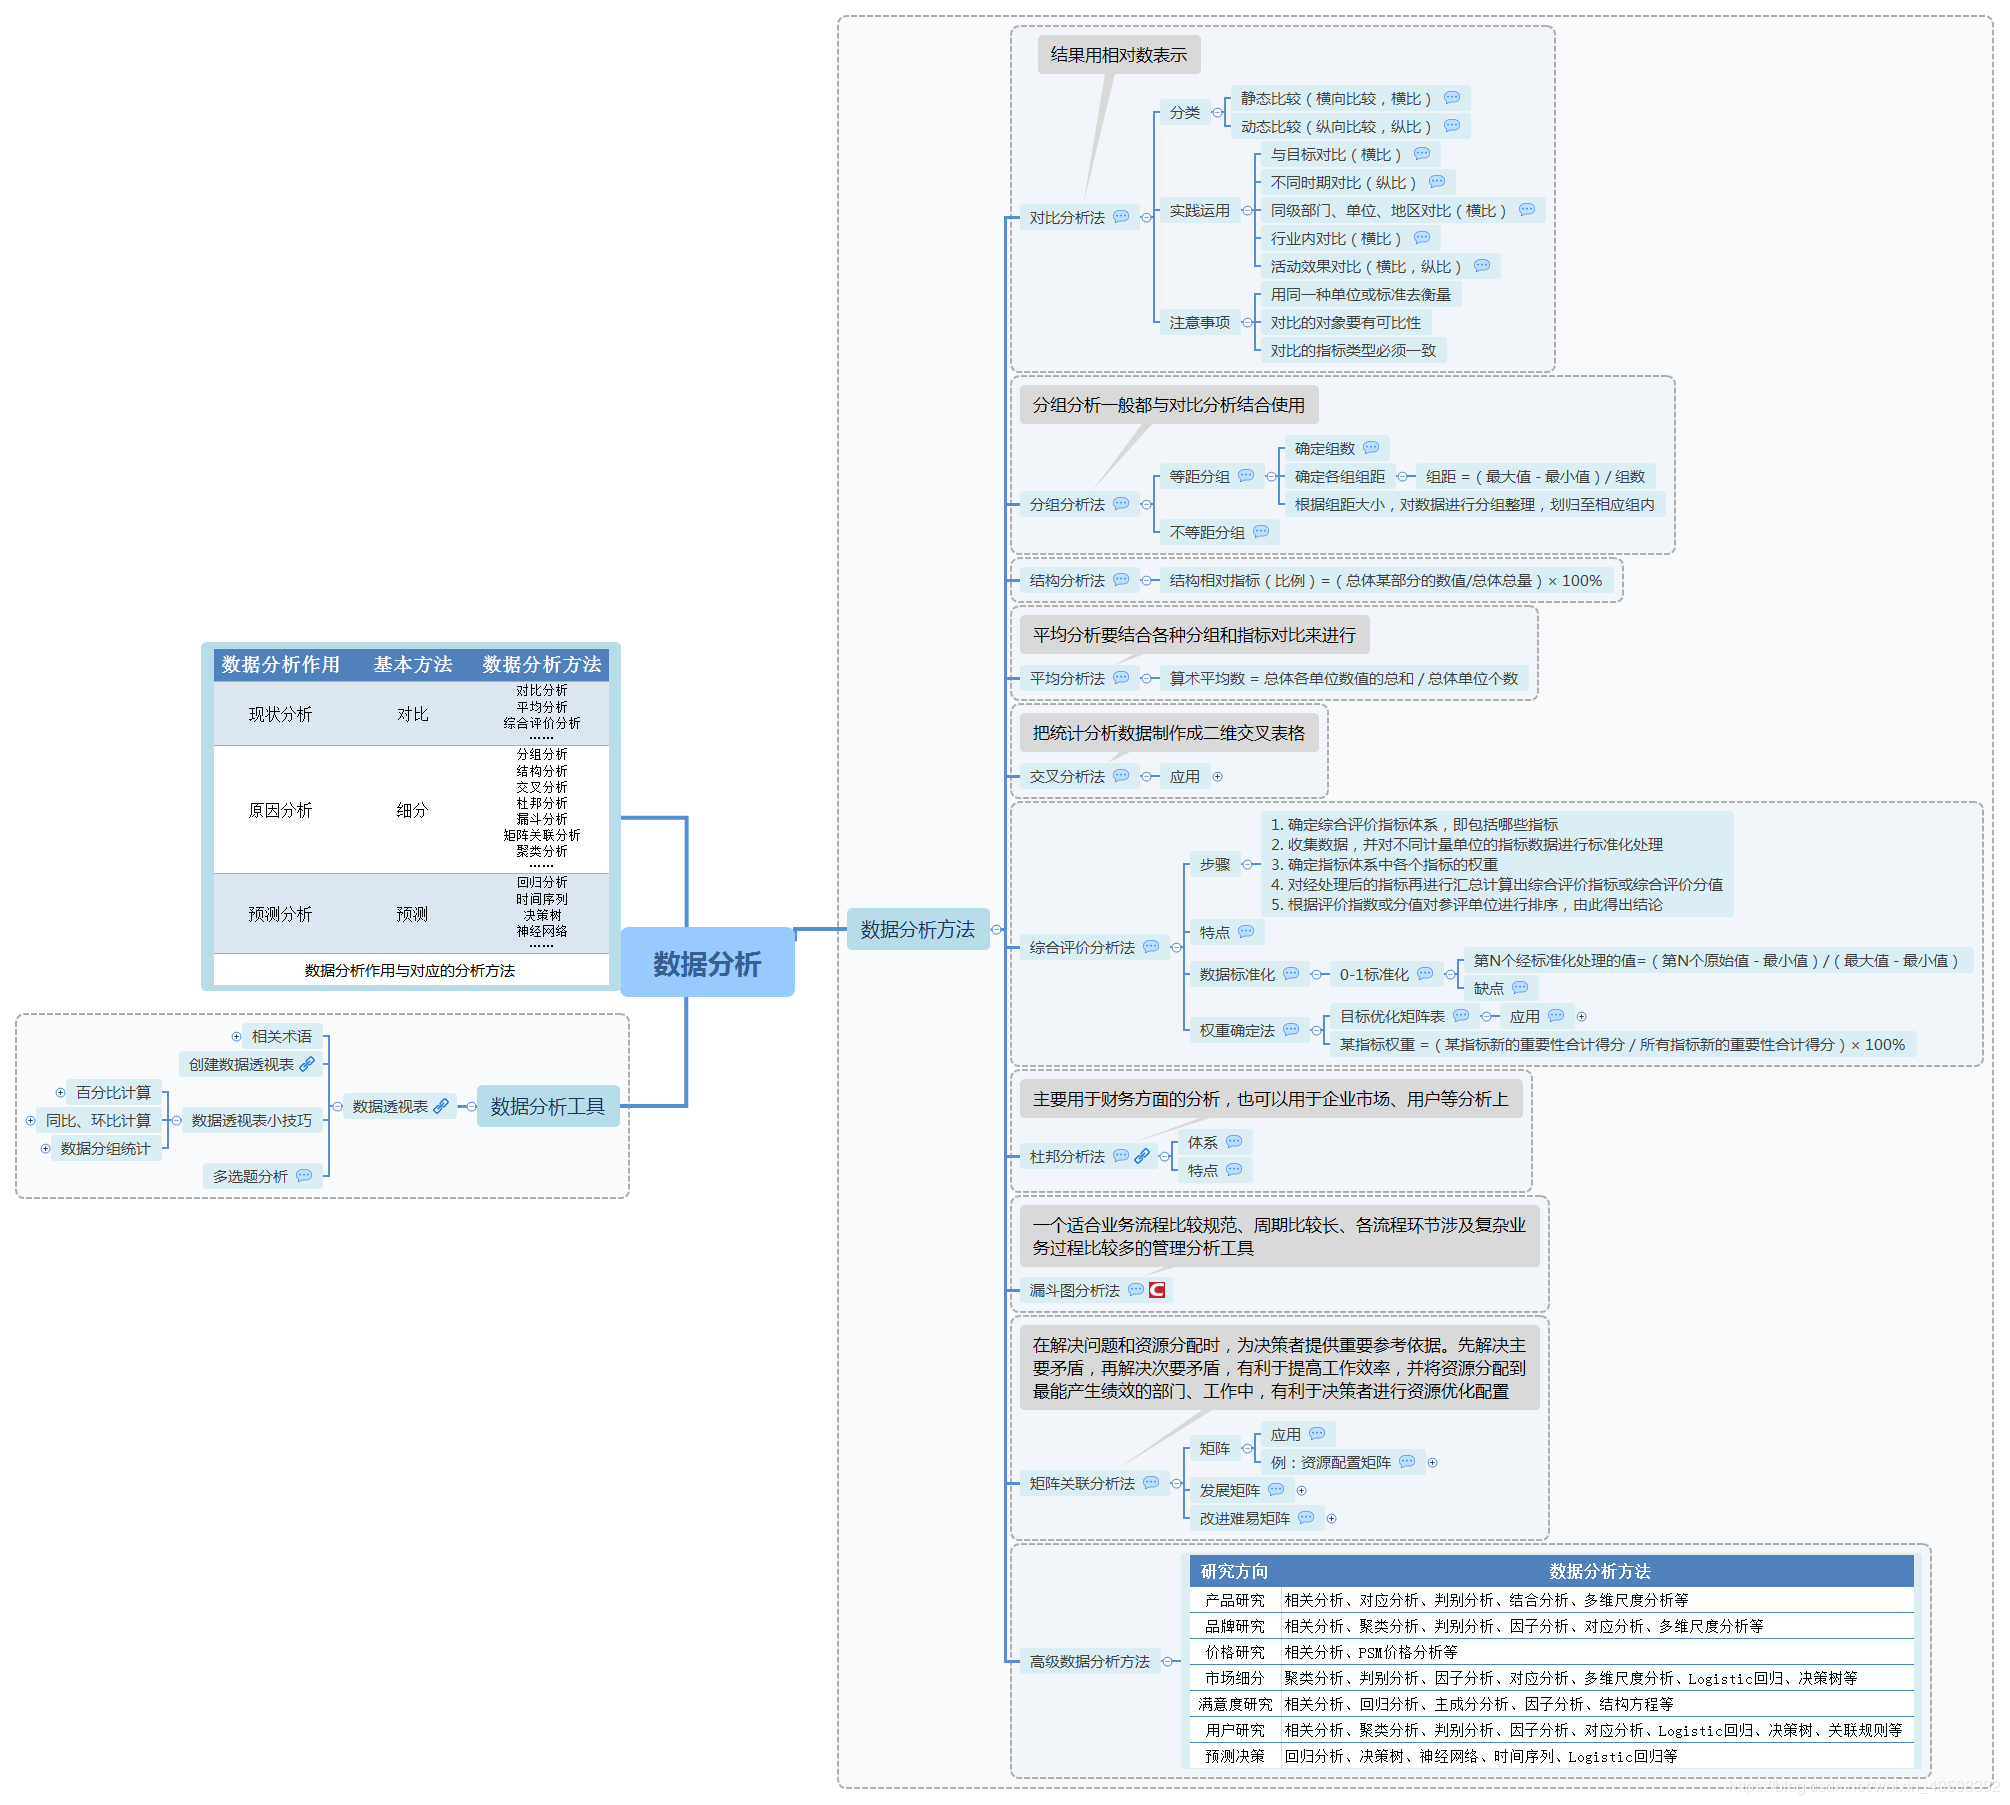 数据分析
数据分析作用 基本方法 数据分析方法
现状分析 对比
对比分析
平均分析
综合评价分析
……
原因分析 细分
分组分析
结构分析
交叉分析
杜邦分析
漏斗分析
矩阵关联分析
聚类分析
……
预测分析 预测
回归分析
时间序列
决策树
神经网络
……
数据分析作用与对应的分析方法
数据分析工具
数据透视表
相关术语
创建数据透视表
数据透视表小技巧
百分比计算
同比、环比计算
数据分组统计
多选题分析
数据分析方法
结果用相对数表示
对比分析法
分类
静态比较（横向比较，横比）
动态比较（纵向比较，纵比）
实践运用
与目标对比（横比）
不同时期对比（纵比）
同级部门、单位、地区对比（横比）
行业内对比（横比）
活动效果对比（横比，纵比）
注意事项
用同一种单位或标准去衡量
对比的对象要有可比性
对比的指标类型必须一致
分组分析一般都与对比分析结合使用
分组分析法
等距分组
确定组数
确定各组组距
组距 =（最大值 - 最小值）/ 组数
根据组距大小，对数据进行分组整理，划归至相应组内
不等距分组
结构分析法
结构相对指标（比例）=（总体某部分的数值/总体总量）× 100%
平均分析要结合各种分组和指标对比来进行
平均分析法
算术平均数 = 总体各单位数值的总和 / 总体单位个数
把统计分析数据制作成二维交叉表格
交叉分析法
应用
综合评价分析法
步骤
1. 确定综合评价指标体系，即包括哪些指标
2. 收集数据，并对不同计量单位的指标数据进行标准化处理
3. 确定指标体系中各个指标的权重
4. 对经处理后的指标再进行汇总计算出综合评价指标或综合评价分值
5. 根据评价指数或分值对参评单位进行排序，由此得出结论
特点
数据标准化
0-1标准化
第N个经标准化处理的值=（第N个原始值 - 最小值）/（最大值 - 最小值）
缺点
权重确定法
目标优化矩阵表
应用
某指标权重 =（某指标新的重要性合计得分 / 所有指标新的重要性合计得分）× 100%
主要用于财务方面的分析，也可以用于企业市场、用户等分析上
杜邦分析法
体系
特点
一个适合业务流程比较规范、周期比较长、各流程环节涉及复杂业
务过程比较多的管理分析工具
漏斗图分析法
在解决问题和资源分配时，为决策者提供重要参考依据。先解决主
要矛盾，再解决次要矛盾，有利于提高工作效率，并将资源分配到
最能产生绩效的部门、工作中，有利于决策者进行资源优化配置
矩阵关联分析法
矩阵
应用
例：资源配置矩阵
发展矩阵
改进难易矩阵
高级数据分析方法
研究方向 数据分析方法
产品研究 相关分析、对应分析、判别分析、结合分析、多维尺度分析等
品牌研究 相关分析、聚类分析、判别分析、因子分析、对应分析、多维尺度分析等
价格研究 相关分析、PSM价格分析等
市场细分 聚类分析、判别分析、因子分析、对应分析、多维尺度分析、Logistic回归、决策树等
满意度研究 相关分析、回归分析、主成分分析、因子分析、结构方程等
用户研究 相关分析、聚类分析、判别分析、因子分析、对应分析、Logistic回归、决策树、关联规则等
预测决策 回归分析、决策树、神经网络、时间序列、Logistic回归等